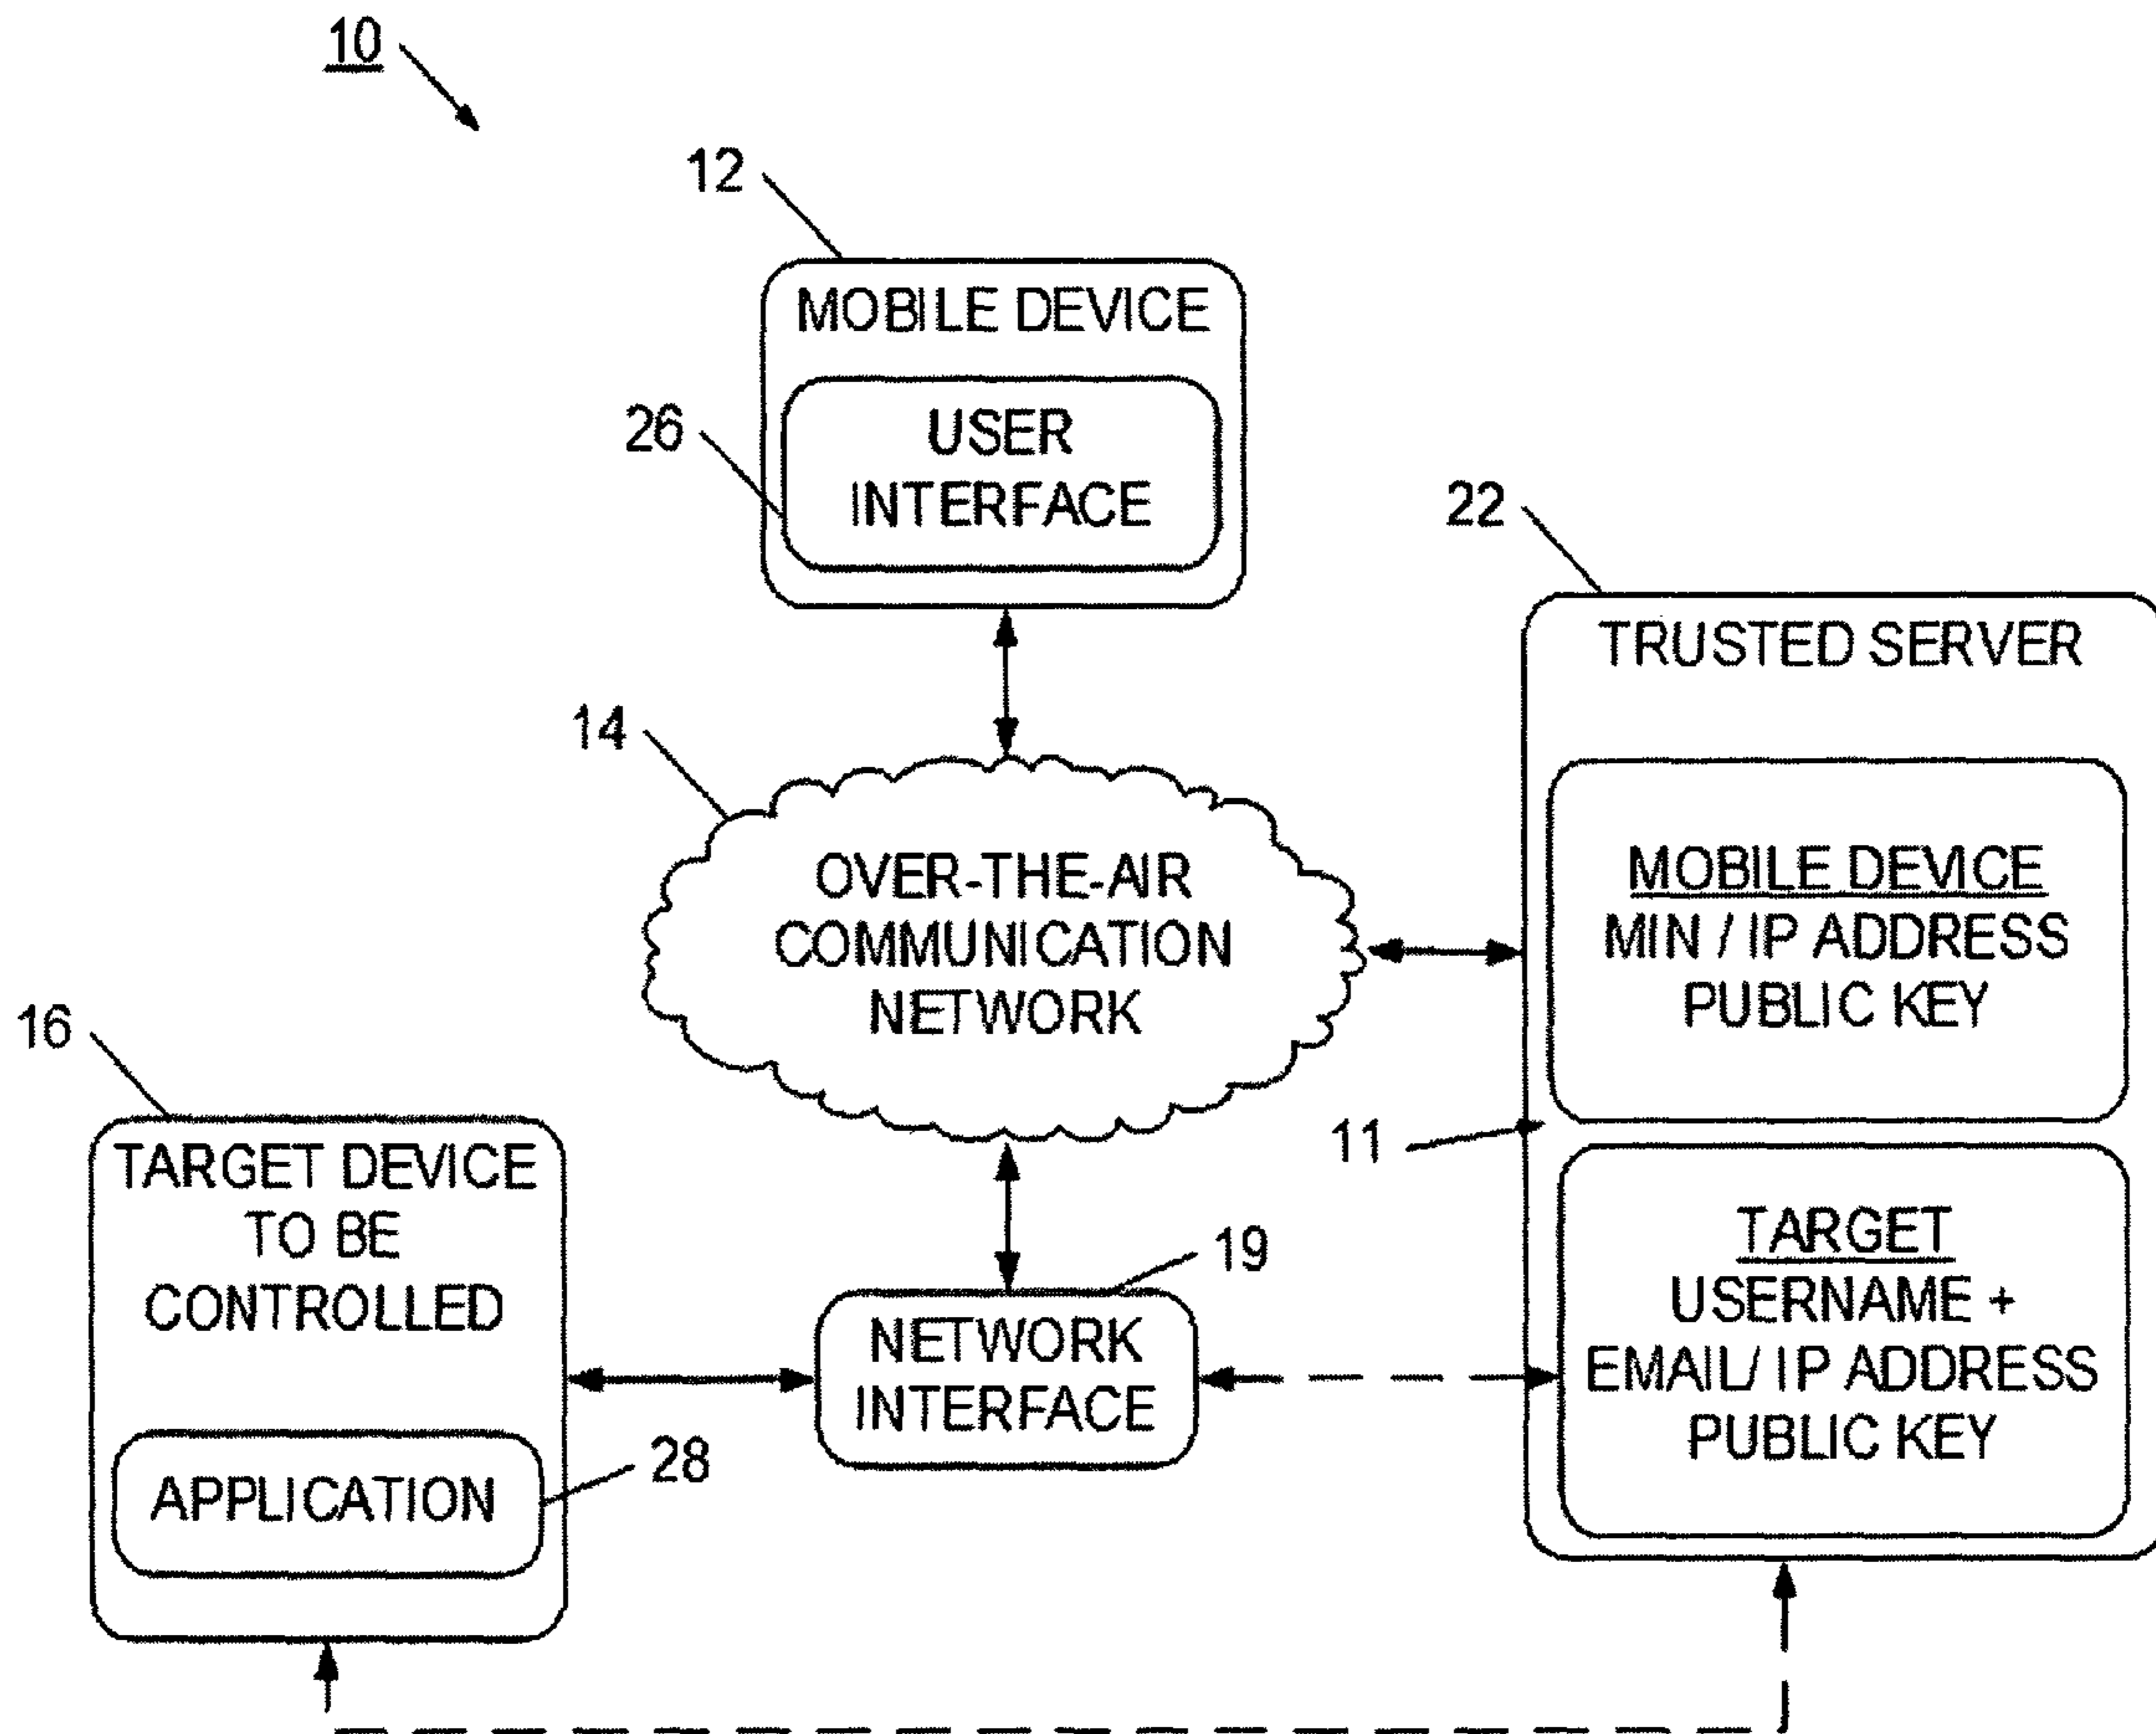 10
12
MOBILE DEVICE
26
USER
INTERFACE
22
TRUSTED SERVER
14
OVER-THE-AIR
COMMUNICATION
NETWORK
MOBILE DEVICE
MIN / IP ADDRESS
PUBLIC KEY
16
11
TARGET DEVICE
TO BE
CONTROLLED
19
TARGET
USERNAME +
EMAIL/ IP ADDRESS
PUBLIC KEY
NETWORK
INTERFACE
28
APPLICATION